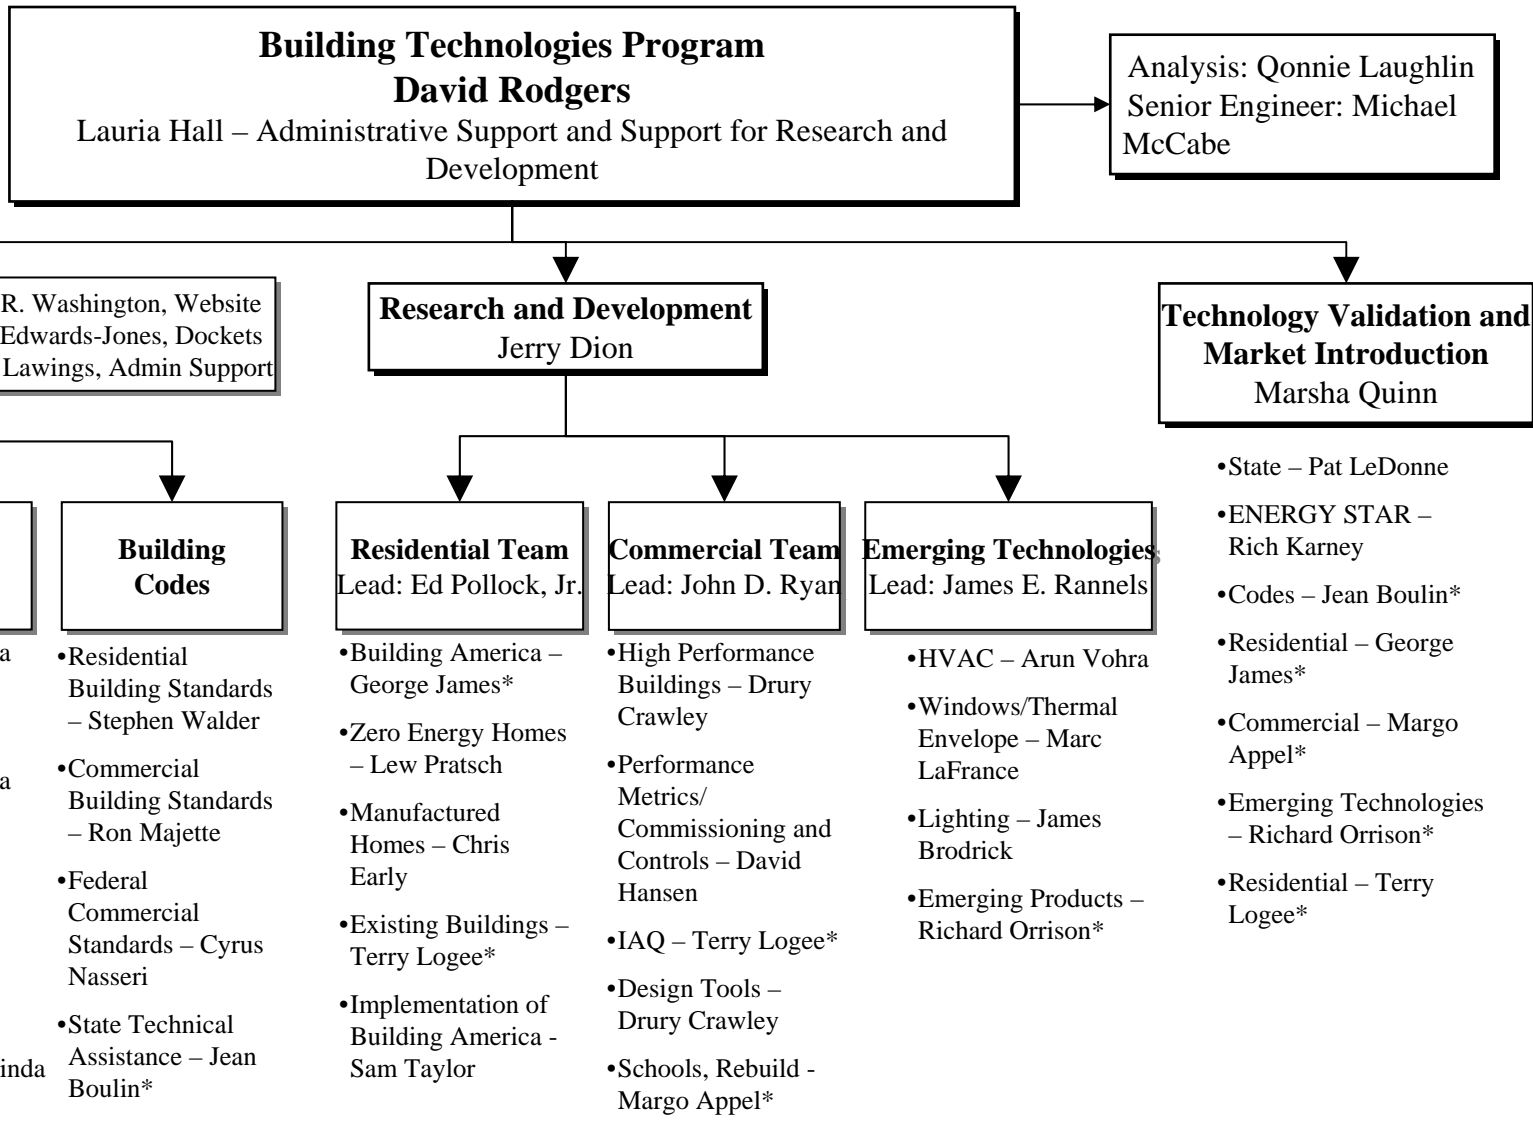 Building Technologies Program
David Rodgers
Lauria Hall – Administrative Support and Support for Research and
Development
Analysis: Qonnie Laughlin
Senior Engineer: Michael
McCabe
R. Washington, Website
Edwards-Jones, Dockets
Lawings, Admin Support
Research and Development
Jerry Dion
Technology Validation and
Market Introduction
Marsha Quinn
•State – Pat LeDonne
•ENERGY STAR –
Rich Karney
•Codes – Jean Boulin*
•Residential – George
James*
•Commercial – Margo
Appel*
•Emerging Technologies
– Richard Orrison*
•Residential – Terry
Logee*
Building
Codes
•Residential
Building Standards
– Stephen Walder
•Commercial
Building Standards
– Ron Majette
•Federal
Commercial
Standards – Cyrus
Nasseri
•State Technical
Assistance – Jean
Boulin*
Residential Team
Lead: Ed Pollock, Jr.
•Building America –
George James*
•Zero Energy Homes
– Lew Pratsch
•Manufactured
Homes – Chris
Early
•Existing Buildings –
Terry Logee*
•Implementation of
Building America -
Sam Taylor
Commercial Team
Lead: John D. Ryan
•High Performance
Buildings – Drury
Crawley
•Performance
Metrics/
Commissioning and
Controls – David
Hansen
•IAQ – Terry Logee*
•Design Tools –
Drury Crawley
•Schools, Rebuild -
Margo Appel*
Emerging Technologies
Lead: James E. Rannels
•HVAC – Arun Vohra
•Windows/Thermal
Envelope – Marc
LaFrance
•Lighting – James
Brodrick
•Emerging Products –
Richard Orrison*
a
a
inda